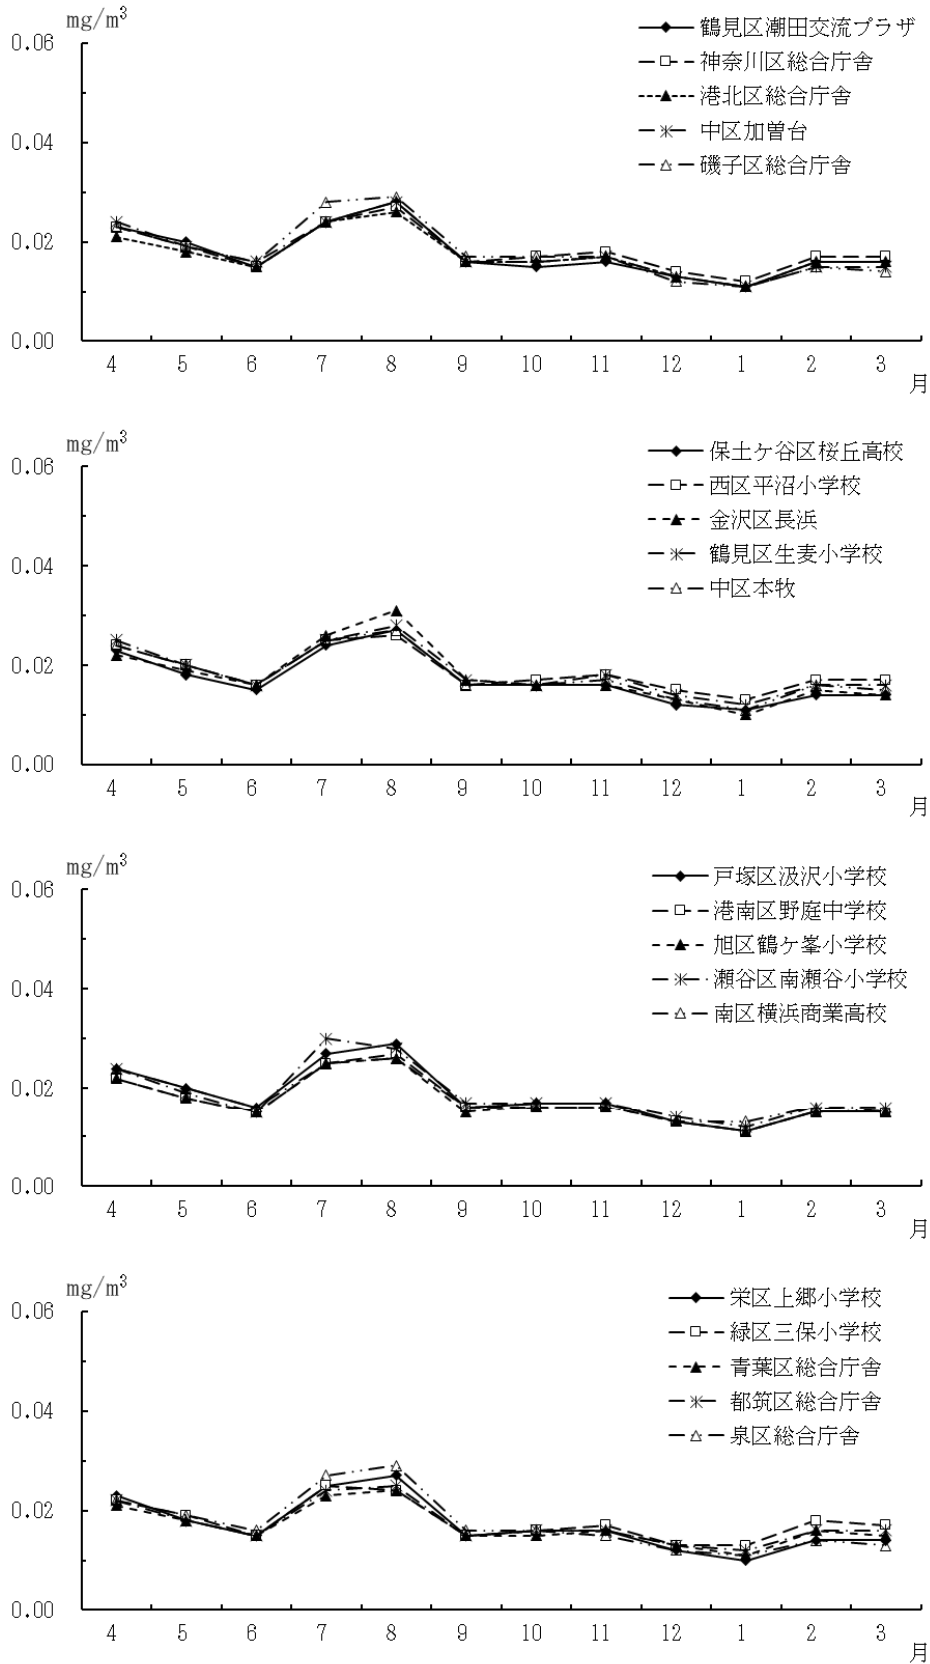 mg/m³
0.06
0.04
0.02
0.00
鶴見区潮田交流プラザ
神奈川区総合庁舎
港北区総合庁舎
中区加曽台
磯子区総合庁舎
4 5 6 7 8 9 10 11 12 1 2 3
月
mg/m³
0.06
0.04
0.02
0.00
保土ケ谷区桜丘高校
西区平沼小学校
金沢区長浜
鶴見区生麦小学校
中区本牧
4 5 6 7 8 9 10 11 12 1 2 3
月
mg/m³
0.06
0.04
0.02
0.00
戸塚区汲沢小学校
港南区野庭中学校
旭区鶴ケ峯小学校
瀬谷区南瀬谷小学校
南区横浜商業高校
4 5 6 7 8 9 10 11 12 1 2 3
月
mg/m³
0.06
0.04
0.02
0.00
栄区上郷小学校
緑区三保小学校
青葉区総合庁舎
都筑区総合庁舎
泉区総合庁舎
4 5 6 7 8 9 10 11 12 1 2 3
月